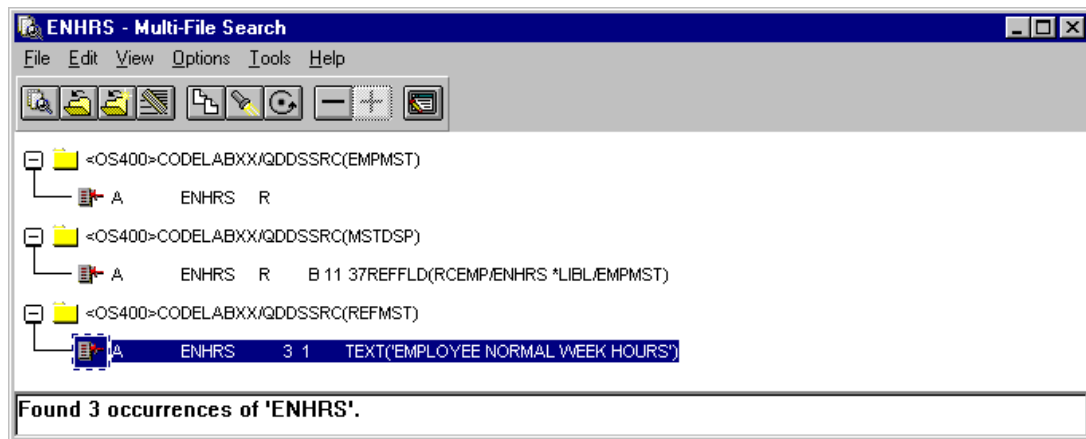 ENHRS - Multi-File Search
File Edit View Options Tools Help
<OS400>CODELABXX/QDDSSRC(EMPMST)
A ENHRS R
<OS400>CODELABXX/QDDSSRC(MSTDSP)
A ENHRS R B 11 37REFFLD(RCEMP/ENHRS *LIBL/EMPMST)
<OS400>CODELABXX/QDDSSRC(REFMST)
A ENHRS 3 1 TEXT('EMPLOYEE NORMAL WEEK HOURS')
Found 3 occurrences of 'ENHRS'.